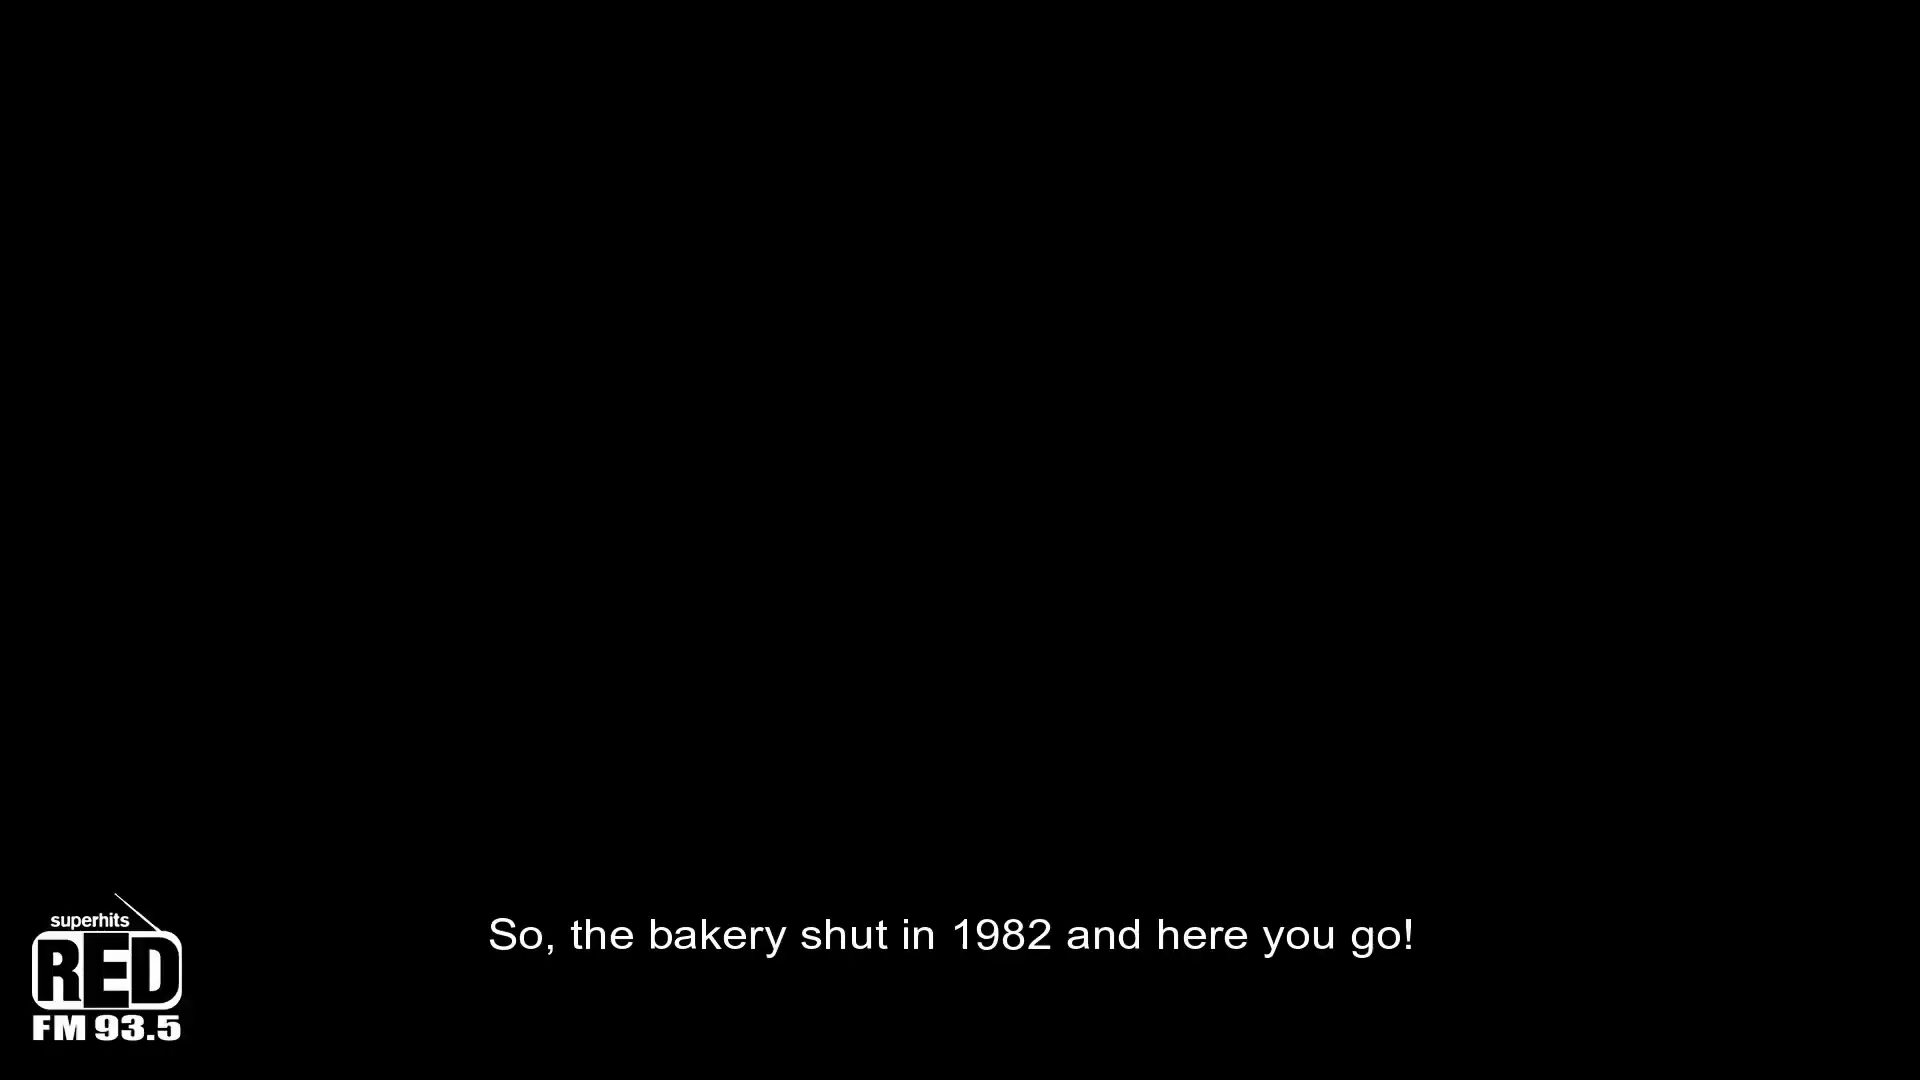 superhits
RED
FM 93.5
So, the bakery shut in 1982 and here you go!